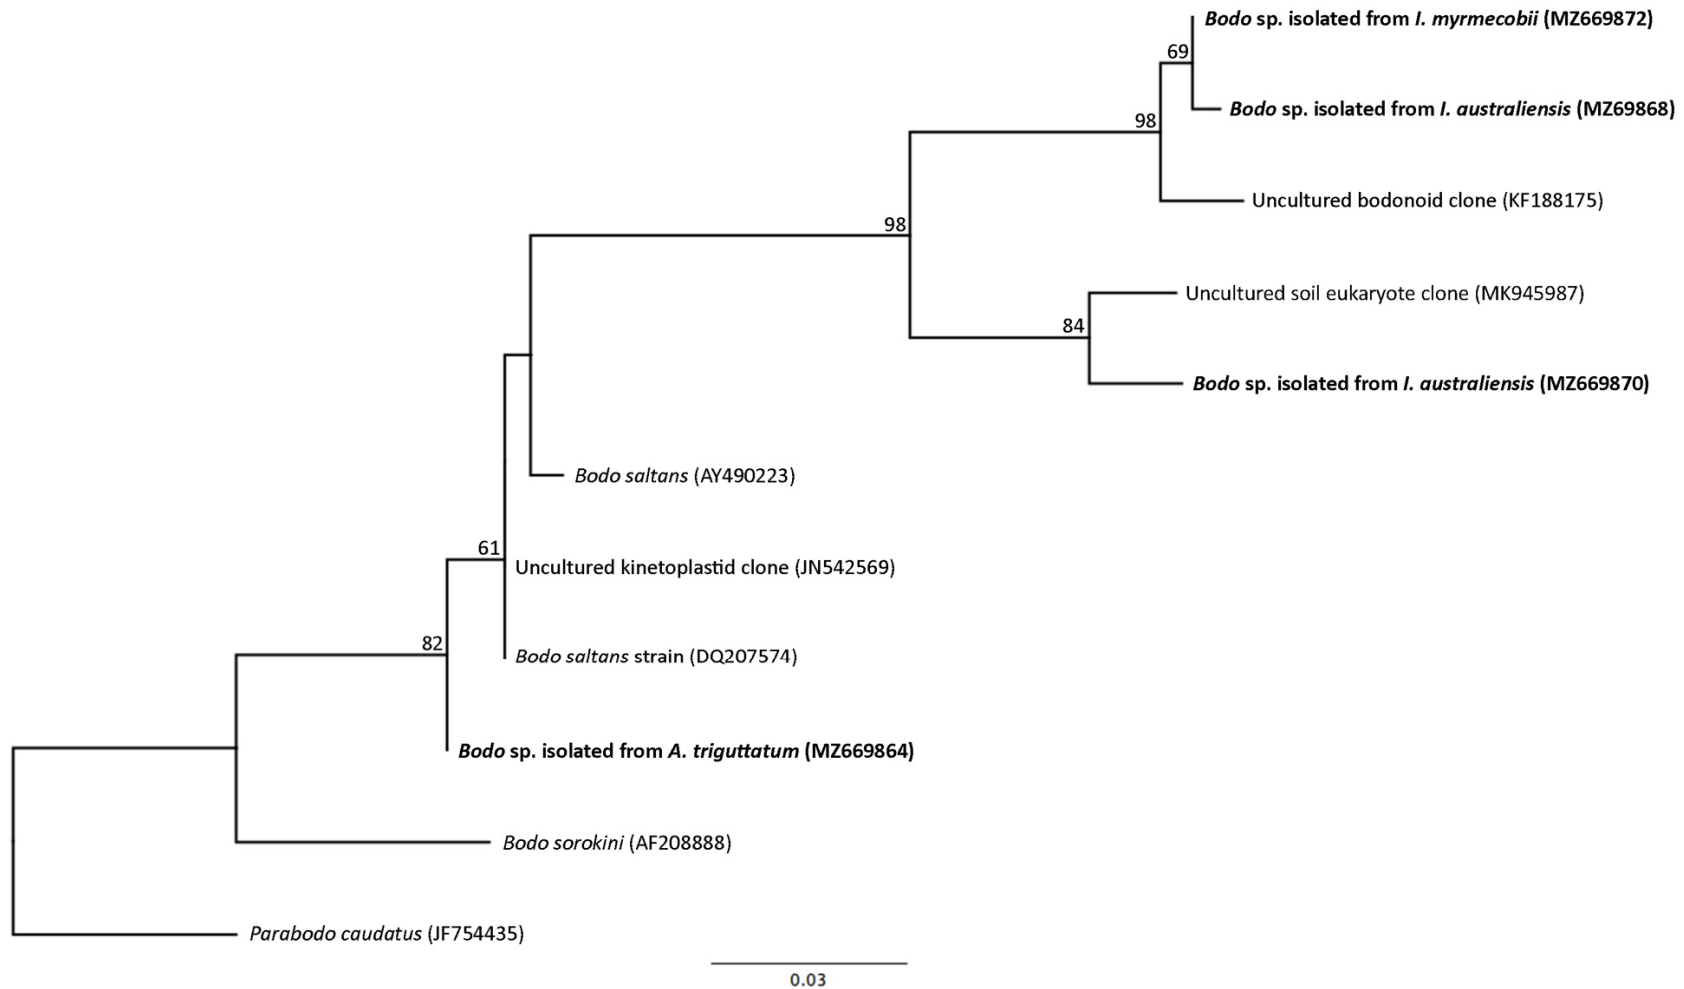 Bodo sp. isolated from I. myrmecobii (MZ669872)
69
Bodo sp. isolated from I. australiensis (MZ69868)
98
Uncultured bodonoid clone (KF188175)
98
Uncultured soil eukaryote clone (MK945987)
84
Bodo sp. isolated from I. australiensis (MZ669870)
Bodo saltans (AY490223)
61
Uncultured kinetoplastid clone (JN542569)
82
Bodo saltans strain (DQ207574)
Bodo sp. isolated from A. triguttatum (MZ669864)
Bodo sorokini (AF208888)
Parabodo caudatus (JF754435)
0.03